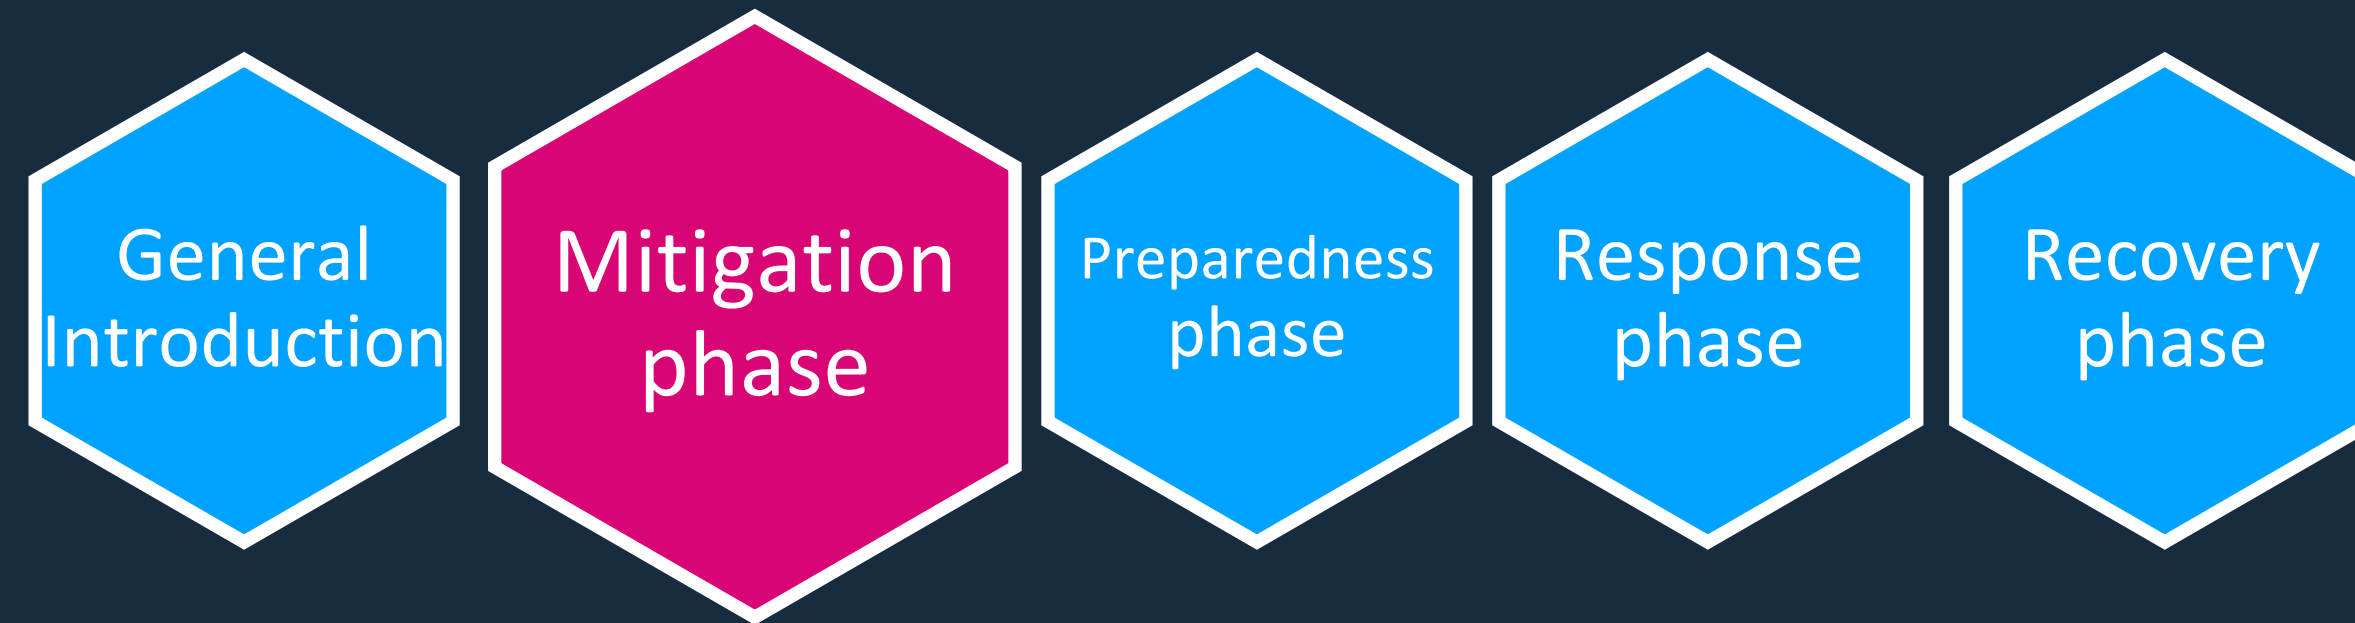 General
Introduction
Mitigation
phase
Preparedness
phase
Response
phase
Recovery
phase